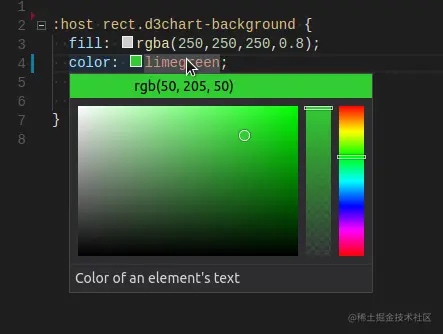 1
2 :host rect.d3chart-background {
3 fill: rgba(250,250,250,0.8);
4 color: limegreen;
5 rgb(50, 205, 50)
6
7 }
8
Color of an element's text
@稀土掘金技术社区